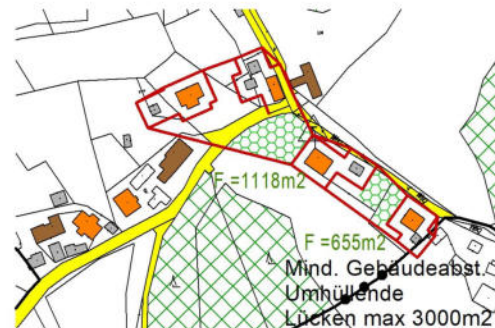 F =1118m2
F =655m2
Mind. Gebäudeabst.
Umhüllende
Lücken max 3000m2